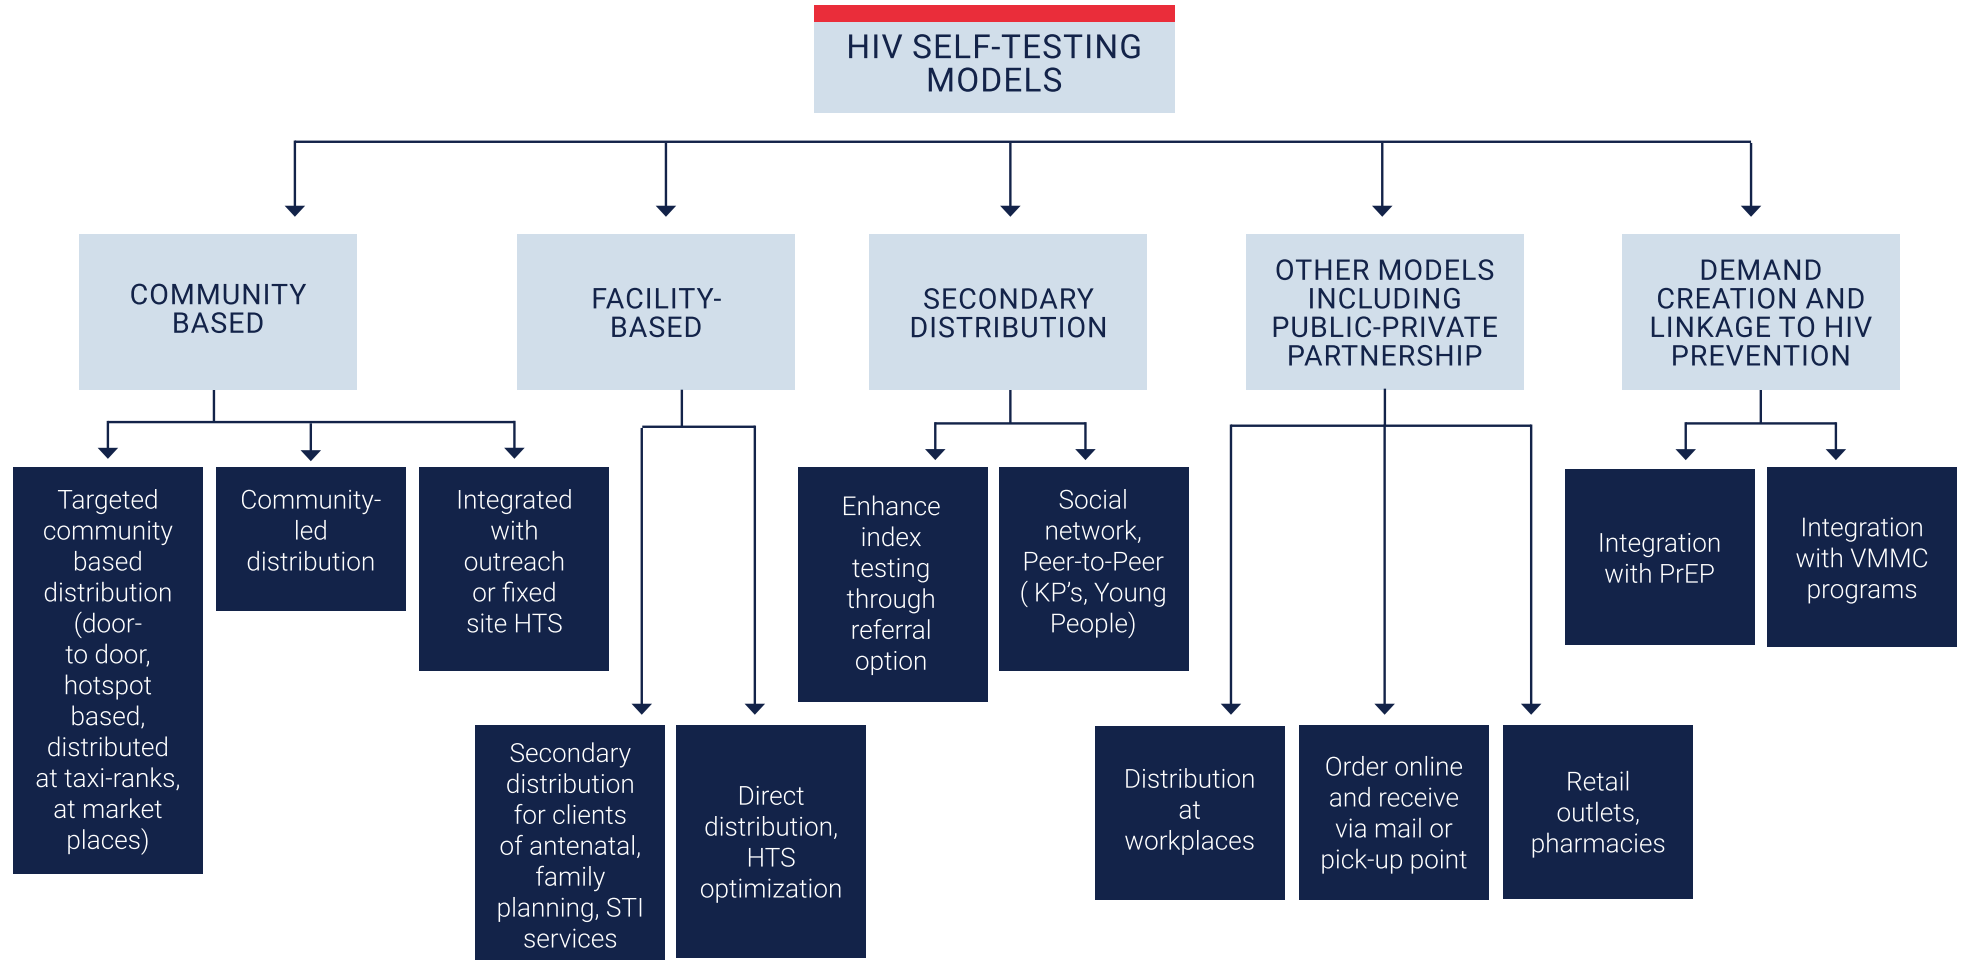 HIV SELF-TESTING
MODELS
COMMUNITY
BASED
FACILITY-
BASED
SECONDARY
DISTRIBUTION
OTHER MODELS
INCLUDING
PUBLIC-PRIVATE
PARTNERSHIP
DEMAND
CREATION AND
LINKAGE TO HIV
PREVENTION
Targeted
community
based
distribution
(door-
to door,
hotspot
based,
distributed
at taxi-ranks,
at market
places)
Community-
led
distribution
Integrated
with
outreach
or fixed
site HTS
Secondary
distribution
for clients
of antenatal,
family
planning, STI
services
Direct
distribution,
HTS
optimization
Enhance
index
testing
through
referral
option
Social
network,
Peer-to-Peer
( KP's, Young
People)
Distribution
at
workplaces
Order online
and receive
via mail or
pick-up point
Retail
outlets,
pharmacies
Integration
with PrEP
Integration
with VMMC
programs